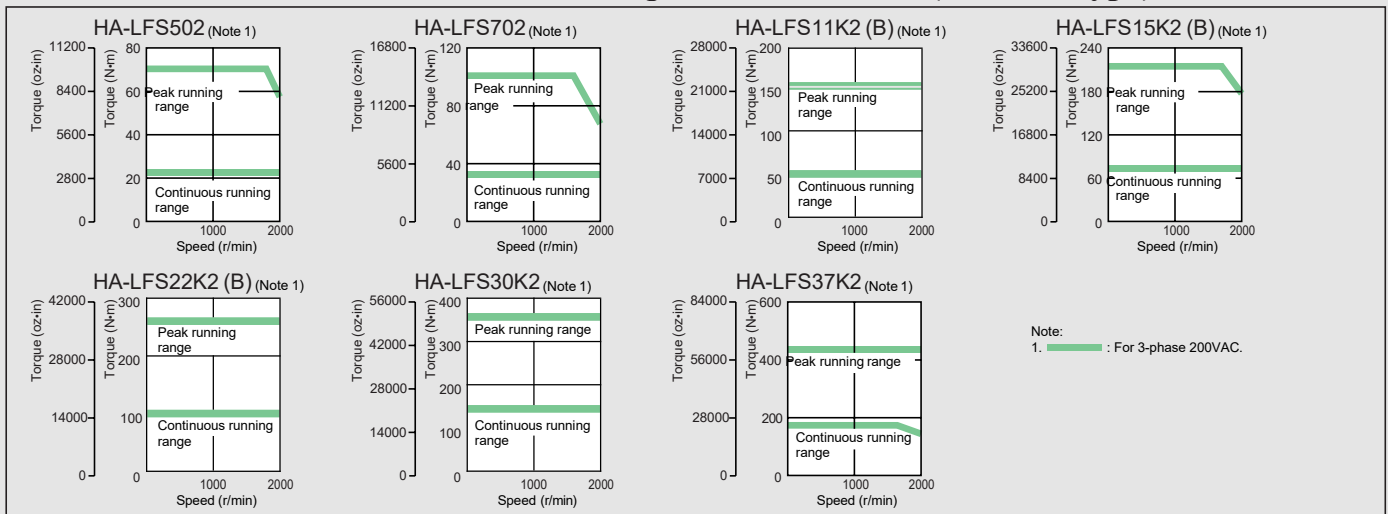 HA-LFS502 (Note 1)
11200
8400
5600
2800
0
Torque (oz•in)
Torque (N•m)
80
60
40
20
0
Peak running
range
Continuous running
range
1000 2000
Speed (r/min)
HA-LFS702 (Note 1)
16800
11200
5600
0
Torque (oz•in)
Torque (N•m)
120
80
40
0
Peak running
range
Continuous running
range
1000 2000
Speed (r/min)
HA-LFS11K2 (B) (Note 1)
28000
21000
14000
7000
0
Torque (oz•in)
Torque (N•m)
200
150
100
50
0
Peak running
range
Continuous running
range
1000 2000
Speed (r/min)
HA-LFS15K2 (B) (Note 1)
33600
25200
16800
8400
0
Torque (oz•in)
Torque (N•m)
240
180
120
60
0
Peak running
range
Continuous running
range
1000 2000
Speed (r/min)
HA-LFS22K2 (B) (Note 1)
42000
28000
14000
0
Torque (oz•in)
Torque (N•m)
300
200
100
0
Peak running
range
Continuous running
range
1000 2000
Speed (r/min)
HA-LFS30K2 (Note 1)
56000
42000
28000
14000
0
Torque (oz•in)
Torque (N•m)
400
300
200
100
0
Peak running range
Continuous running
range
1000 2000
Speed (r/min)
HA-LFS37K2 (Note 1)
84000
56000
28000
0
Torque (oz•in)
Torque (N•m)
600
400
200
0
Peak running range
Continuous running
range
1000 2000
Speed (r/min)
Note:
1. : For 3-phase 200VAC.